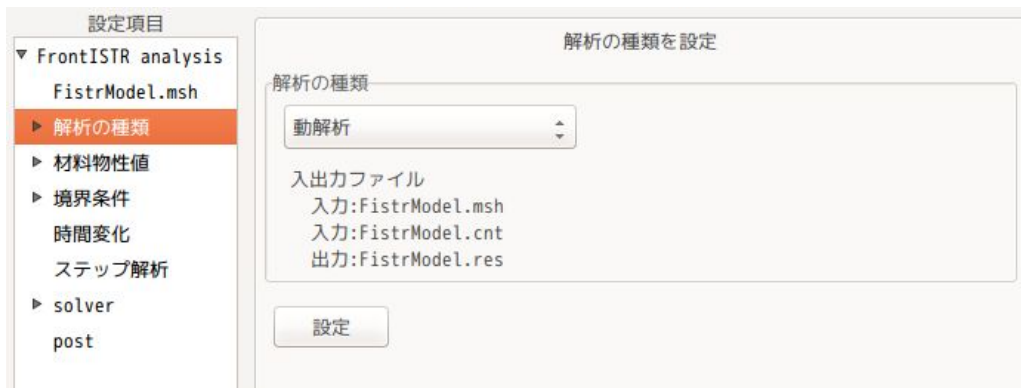 設定項目
FrontISTR analysis
FistrModel.msh
解析の種類
材料物性値
境界条件
時間変化
ステップ解析
solver
post
解析の種類を設定
解析の種類
動解析
入出力ファイル
入力:FistrModel.msh
入力:FistrModel.cnt
出力:FistrModel.res
設定